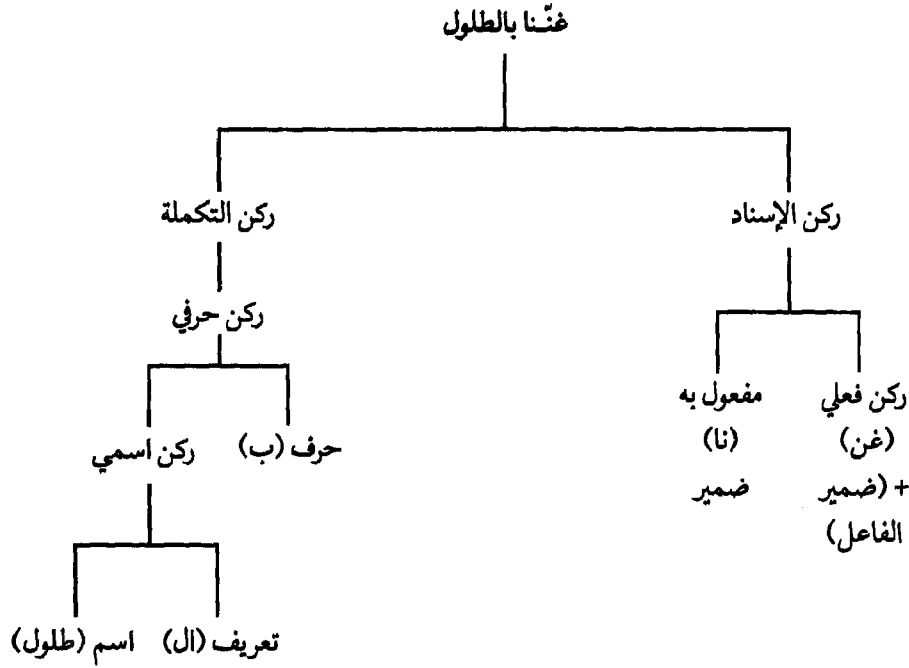 غنّنا بالطلول
ركن الإسناد
ركن التكملة
ركن حرفي
ركن فعلي
(غن)
+ (ضمير
الفاعل)
مفعول به
(نا)
ضمير
حرف (ب)
ركن اسمي
تعريف (ال)
اسم (طلول)